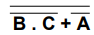 B . C + A